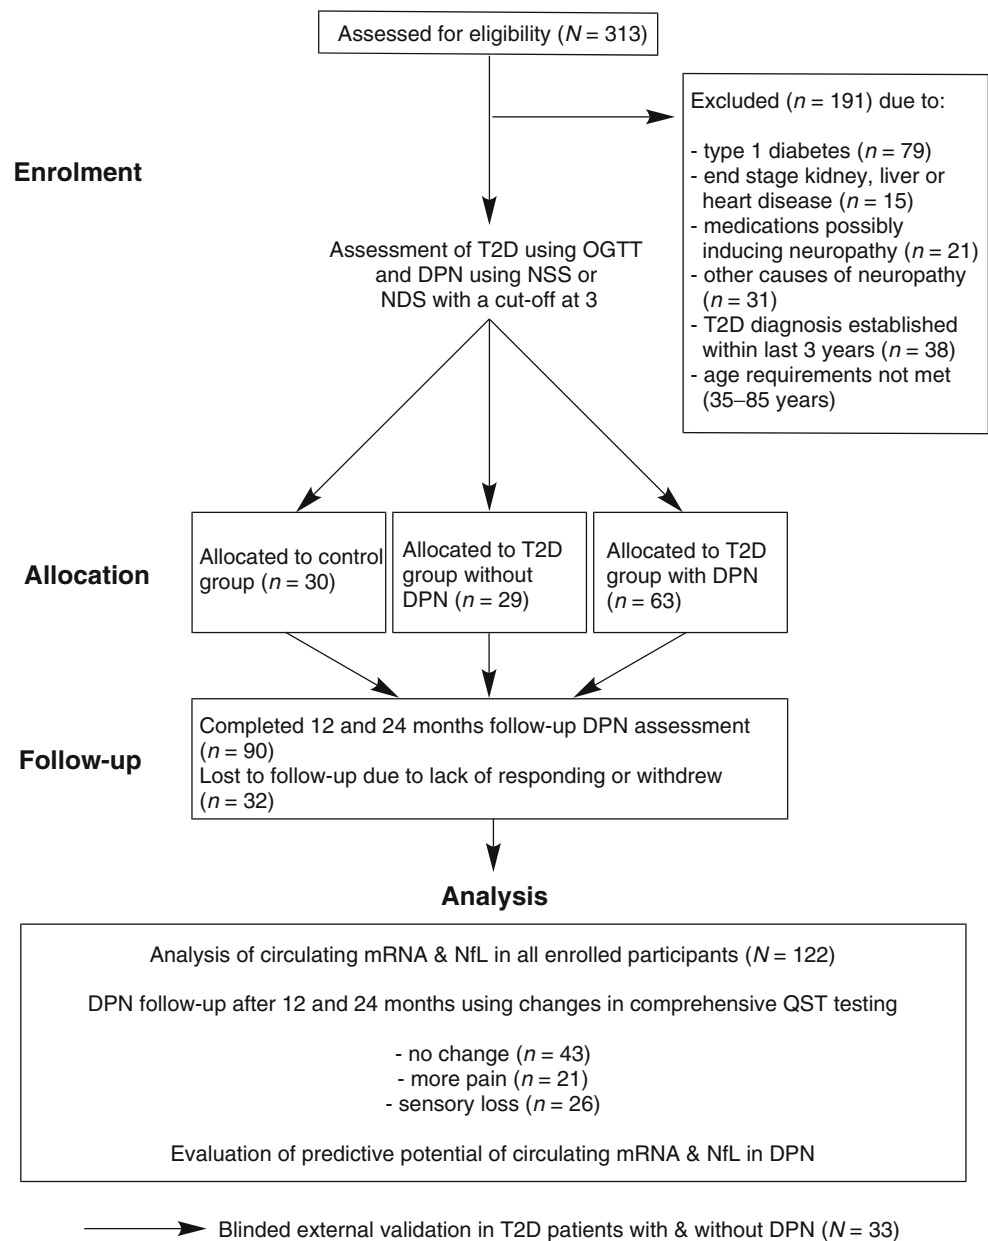 Assessed for eligibility (N = 313)
Excluded (n = 191) due to:
- type 1 diabetes (n = 79)
- end stage kidney, liver or
heart disease (n = 15)
- medications possibly
inducing neuropathy (n = 21)
- other causes of neuropathy
(n = 31)
- T2D diagnosis established
within last 3 years (n = 38)
- age requirements not met
(35–85 years)
Enrolment
Assessment of T2D using OGTT
and DPN using NSS or
NDS with a cut-off at 3
Allocation
Allocated to control
group (n = 30)
Allocated to T2D
group without
DPN (n = 29)
Allocated to T2D
group with DPN
(n = 63)
Follow-up
Completed 12 and 24 months follow-up DPN assessment
(n = 90)
Lost to follow-up due to lack of responding or withdrew
(n = 32)
Analysis
Analysis of circulating mRNA & NfL in all enrolled participants (N = 122)
DPN follow-up after 12 and 24 months using changes in comprehensive QST testing
- no change (n = 43)
- more pain (n = 21)
- sensory loss (n = 26)
Evaluation of predictive potential of circulating mRNA & NfL in DPN
Blinded external validation in T2D patients with & without DPN (N = 33)